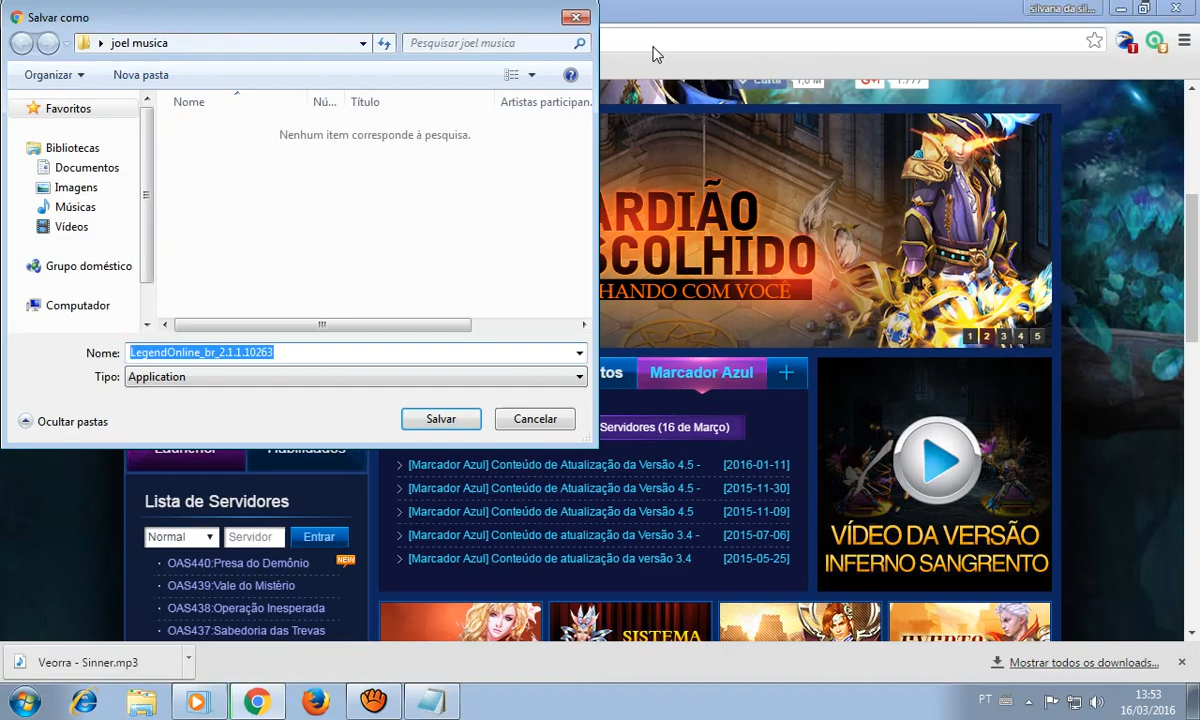 Salvar como
silvana da sil...
joel musica
Pesquisar joel musica
Organizar
Nova pasta
Nome
Nú...
Título
Artistas participan.
Nenhum item corresponde à pesquisa.
Favoritos
Bibliotecas
Documentos
Imagens
Músicas
Vídeos
Grupo doméstico
Computador
Nome:
LegendOnline_br_2.1.1.10263
Tipo:
Application
Ocultar pastas
Salvar
Cancelar
1
5
ARDIÃO
SCOLHIDO
HANDO COM VOCÊ
1 2 3 4 5
tos
Marcador Azul
Servidores (16 de Março)
[Marcador Azul] Conteúdo de Atualização da Versão 4.5 - [2016-01-11]
[Marcador Azul] Conteúdo de Atualização da Versão 4.5 - [2015-11-30]
[Marcador Azul] Conteúdo de Atualização da Versão 4.5 [2015-11-09]
[Marcador Azul] Conteúdo de Atualização da Versão 3.4 - [2015-07-06]
[Marcador Azul] Conteúdo de atualização da versão 3.4 [2015-05-25]
VÍDEO DA VERSÃO
INFERNO SANGRENTO
Lista de Servidores
Normal
Servidor
Entrar
OAS440:Presa do Demônio
NEW
OAS439:Vale do Mistério
OAS438:Operação Inesperada
OAS437:Sabedoria das Trevas
SISTEMA
Veorra - Sinner.mp3
Mostrar todos os downloads...
PT
13:53
16/03/2016